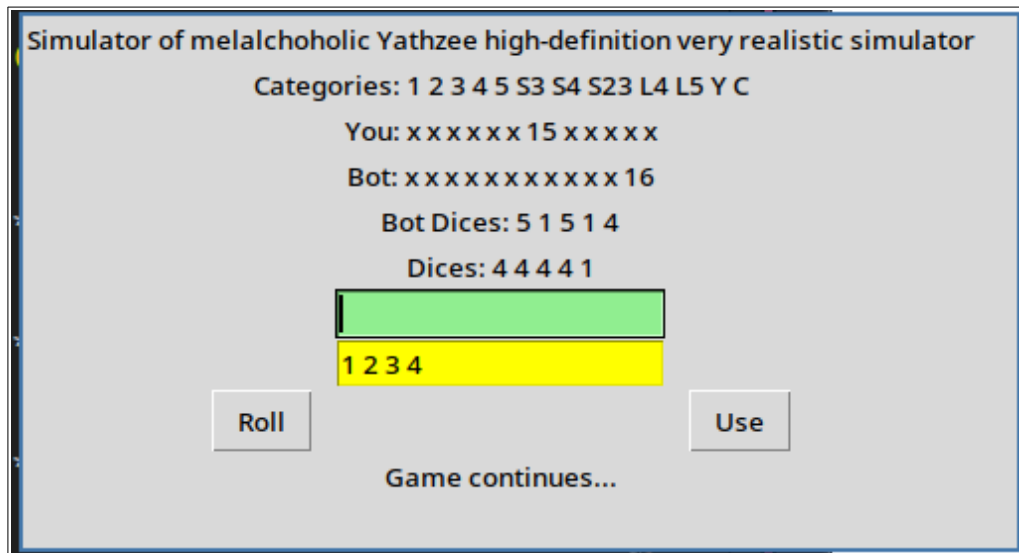 Simulator of melalchoholic Yathzee high-definition very realistic simulator
Categories: 1 2 3 4 5 S3 S4 S23 L4 L5 Y C
You: x x x x x x 15 x x x x x
Bot: x x x x x x x x x x x 16
Bot Dices: 5 1 5 1 4
Dices: 4 4 4 4 1
1 2 3 4
Roll Use
Game continues...